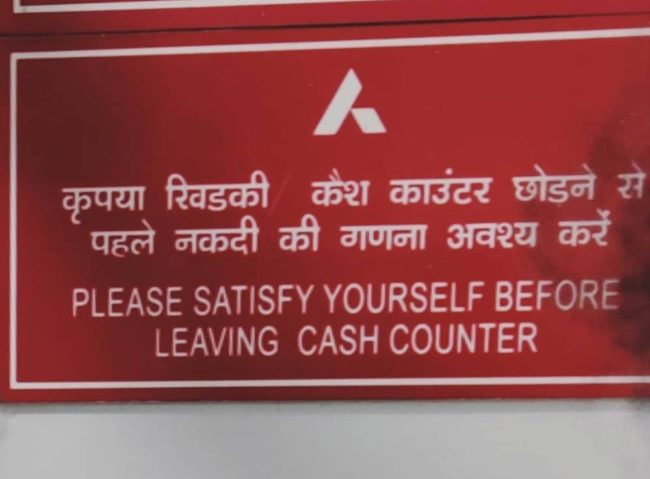 कृपया खिडकी कैश काउंटर छोड़ने से
पहले नकदी की गणना अवश्य करें
PLEASE SATISFY YOURSELF BEFORE
LEAVING CASH COUNTER